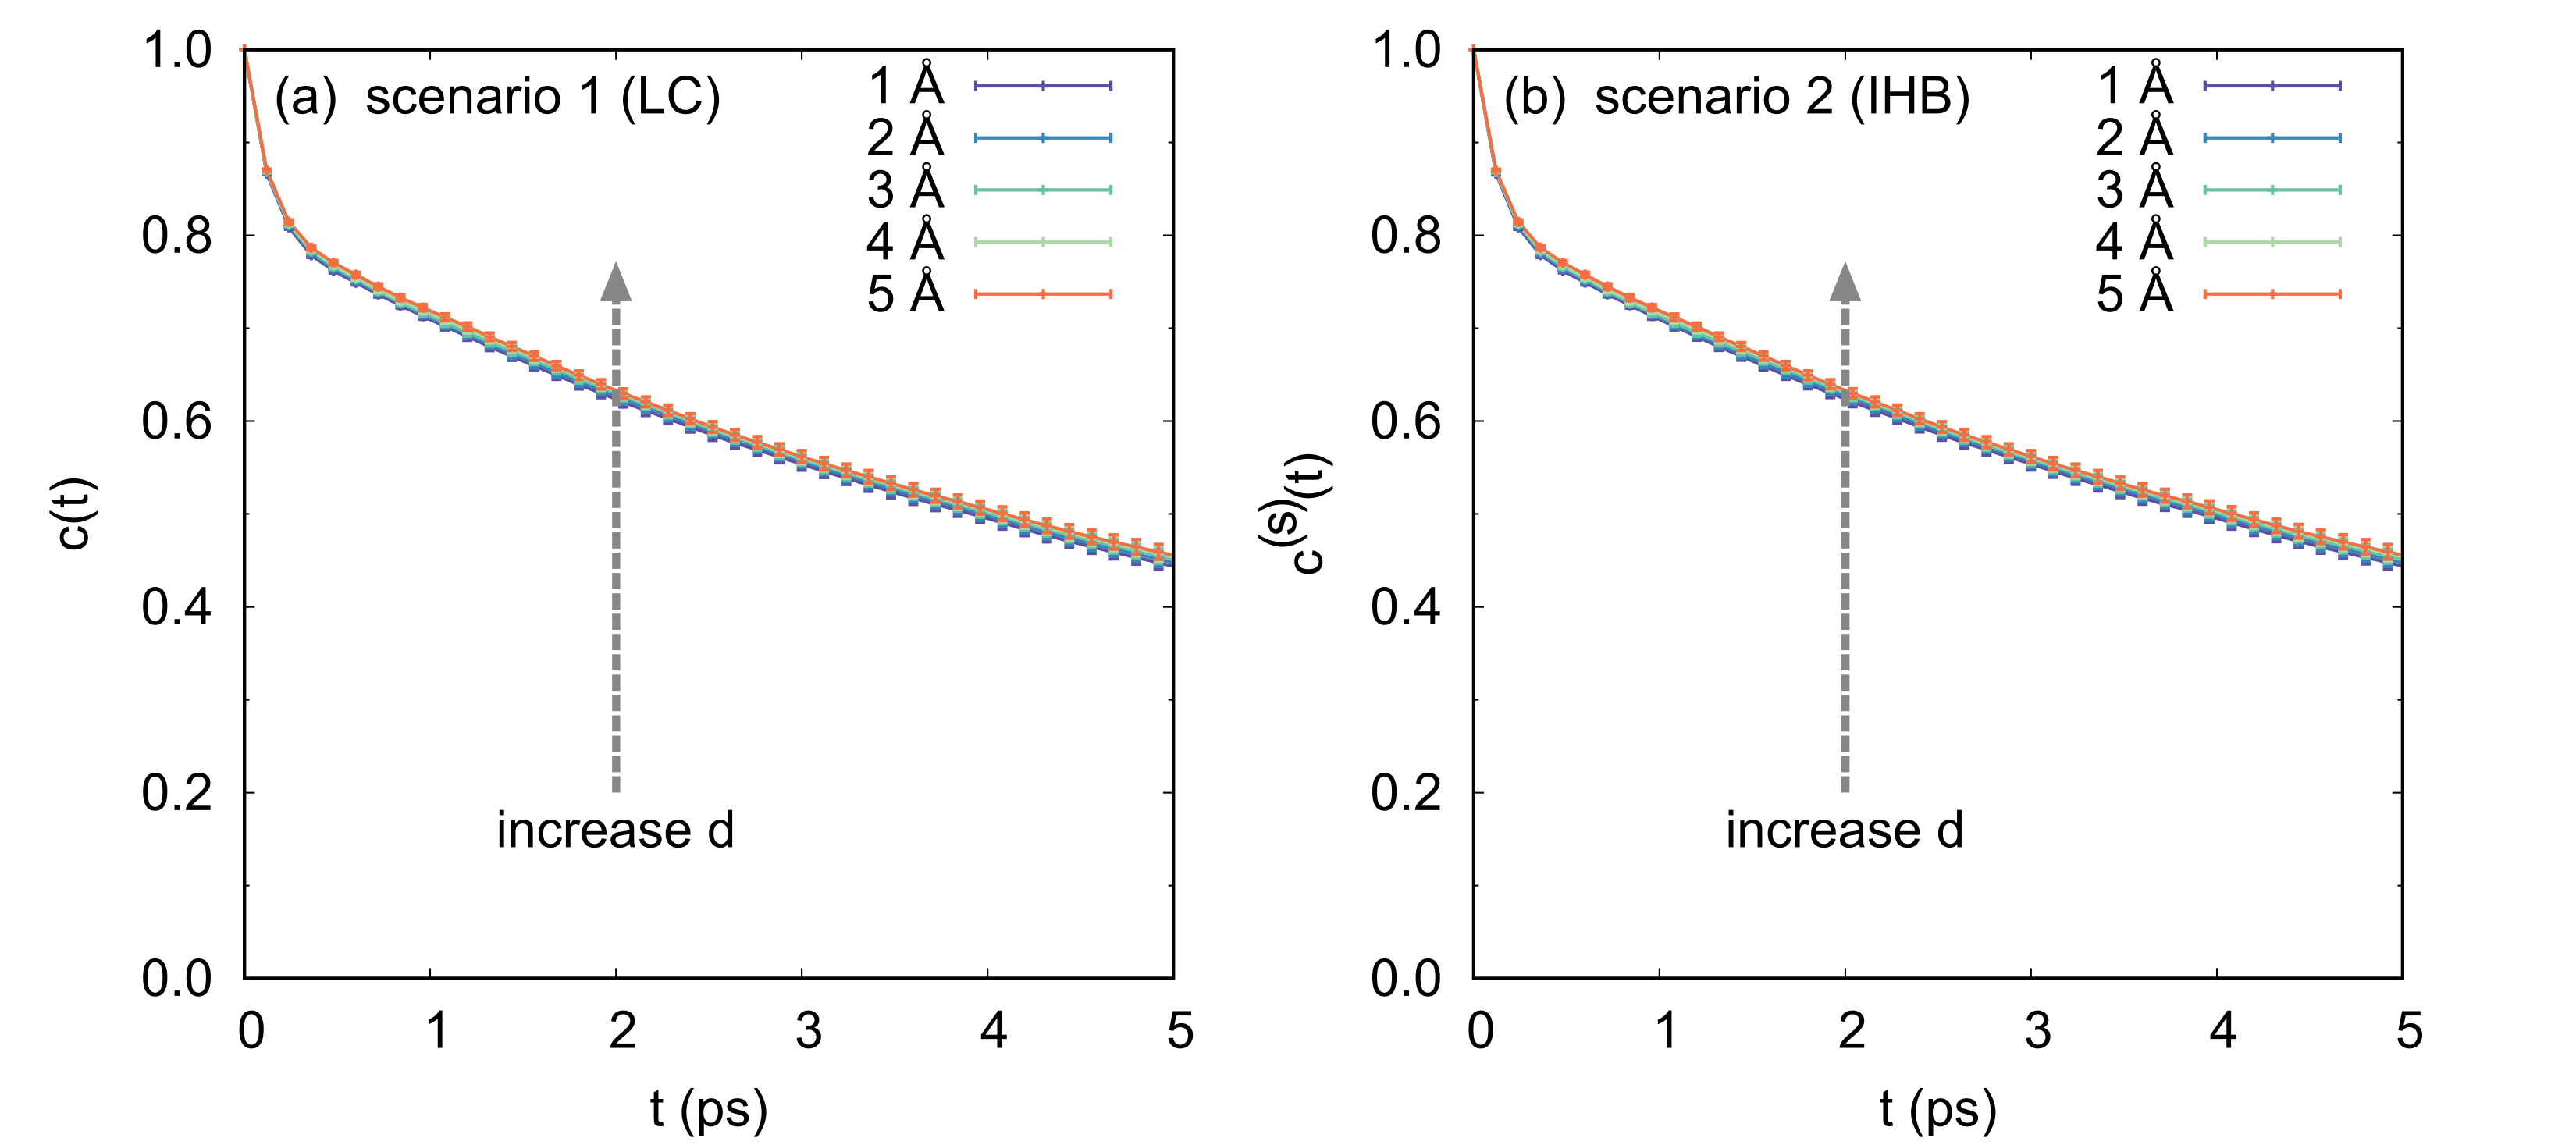 (a) scenario 1 (LC)
1 Å
2 Å
3 Å
4 Å
5 Å
1.0
0.8
0.6
0.4
0.2
0.0
c(t)
increase d
0 1 2 3 4 5
t (ps)
(b) scenario 2 (IHB)
1 Å
2 Å
3 Å
4 Å
5 Å
1.0
0.8
0.6
0.4
0.2
0.0
c(s)(t)
increase d
0 1 2 3 4 5
t (ps)